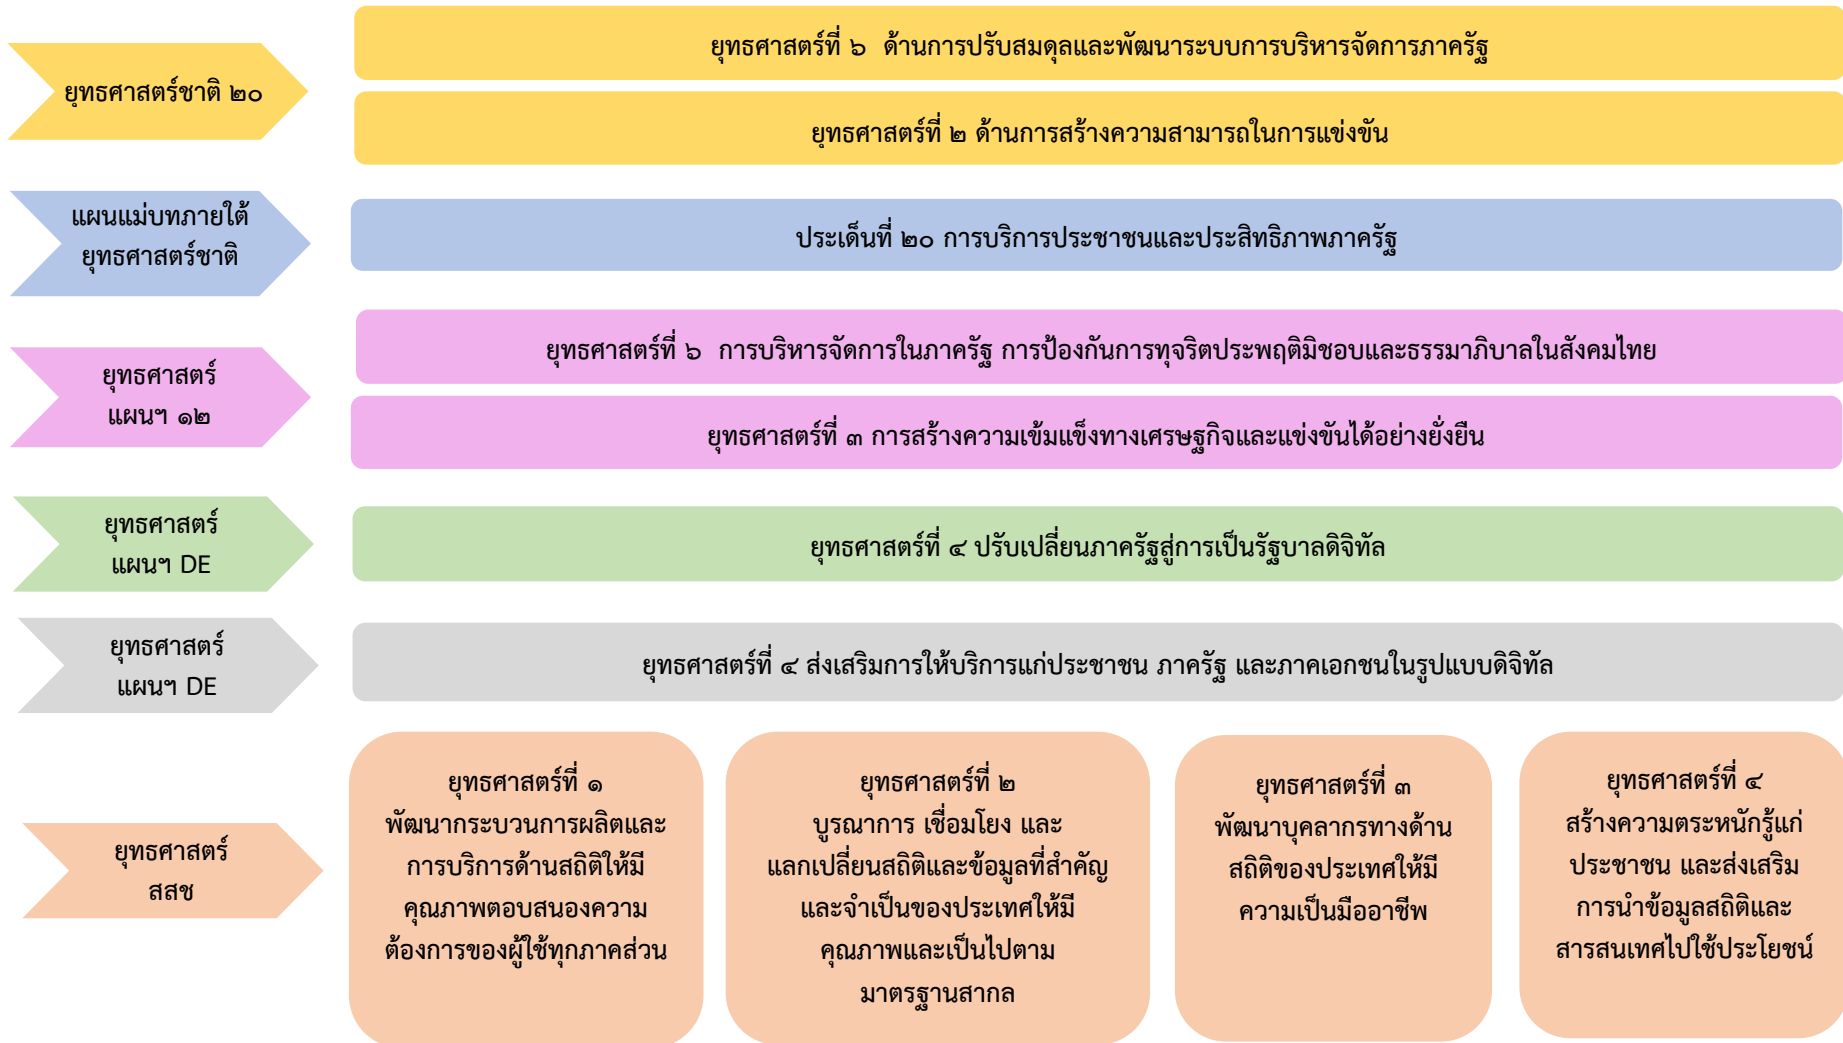 ยุทธศาสตร์ชาติ ๒๐
ยุทธศาสตร์ที่ ๖  ด้านการปรับสมดุลและพัฒนาระบบการบริหารจัดการภาครัฐ
ยุทธศาสตร์ที่ ๒ ด้านการสร้างความสามารถในการแข่งขัน
แผนแม่บทภายใต้
ยุทธศาสตร์ชาติ
ประเด็นที่ ๒๐ การบริการประชาชนและประสิทธิภาพภาครัฐ
ยุทธศาสตร์
แผนฯ ๑๒
ยุทธศาสตร์ที่ ๖  การบริหารจัดการในภาครัฐ การป้องกันการทุจริตประพฤติมิชอบและธรรมาภิบาลในสังคมไทย
ยุทธศาสตร์ที่ ๓ การสร้างความเข้มแข็งทางเศรษฐกิจและแข่งขันได้อย่างยั่งยืน
ยุทธศาสตร์
แผนฯ DE
ยุทธศาสตร์ที่ ๔ ปรับเปลี่ยนภาครัฐสู่การเป็นรัฐบาลดิจิทัล
ยุทธศาสตร์
แผนฯ DE
ยุทธศาสตร์ที่ ๔ ส่งเสริมการให้บริการแก่ประชาชน ภาครัฐ และภาคเอกชนในรูปแบบดิจิทัล
ยุทธศาสตร์
สสช
ยุทธศาสตร์ที่ ๑
พัฒนากระบวนการผลิตและ
การบริการด้านสถิติให้มี
คุณภาพตอบสนองความ
ต้องการของผู้ใช้ทุกภาคส่วน
ยุทธศาสตร์ที่ ๒
บูรณาการ เชื่อมโยง และ
แลกเปลี่ยนสถิติและข้อมูลที่สำคัญ
และจำเป็นของประเทศให้มี
คุณภาพและเป็นไปตาม
มาตรฐานสากล
ยุทธศาสตร์ที่ ๓
พัฒนาบุคลากรทางด้าน
สถิติของประเทศให้มี
ความเป็นมืออาชีพ
ยุทธศาสตร์ที่ ๔
สร้างความตระหนักรู้แก่
ประชาชน และส่งเสริม
การนำข้อมูลสถิติและ
สารสนเทศไปใช้ประโยชน์